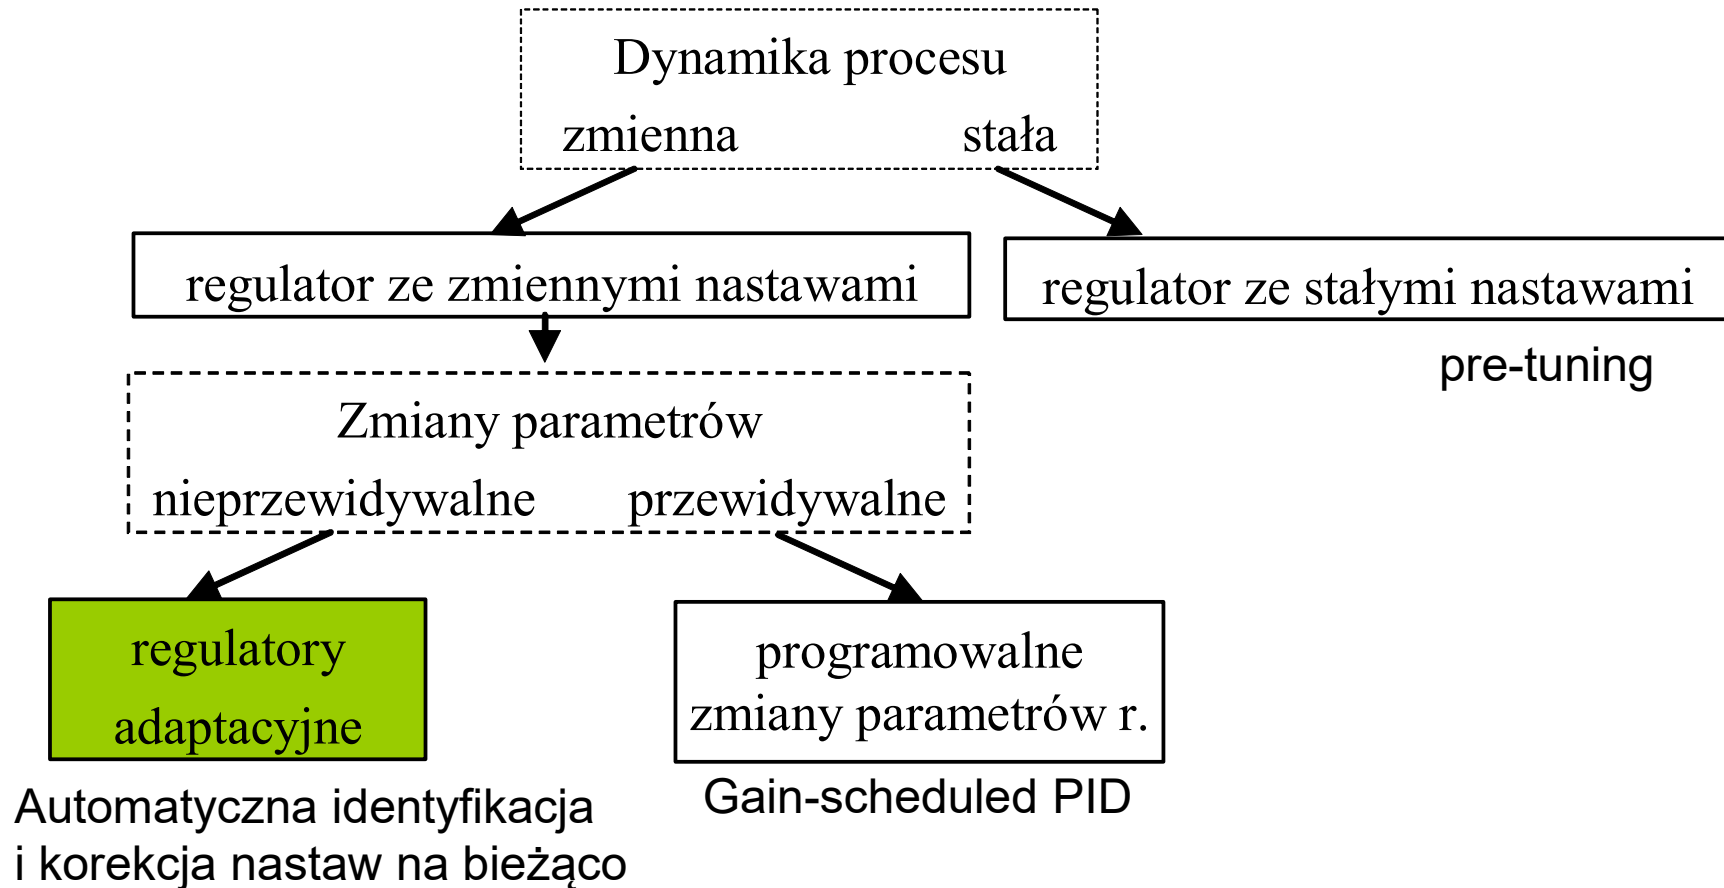 Dynamika procesu
zmienna stała
regulator ze zmiennymi nastawami
regulator ze stałymi nastawami
pre-tuning
Zmiany parametrów
nieprzewidywalne przewidywalne
regulatory
adaptacyjne
programowalne
zmiany parametrów r.
Automatyczna identyfikacja
i korekcja nastaw na bieżąco
Gain-scheduled PID